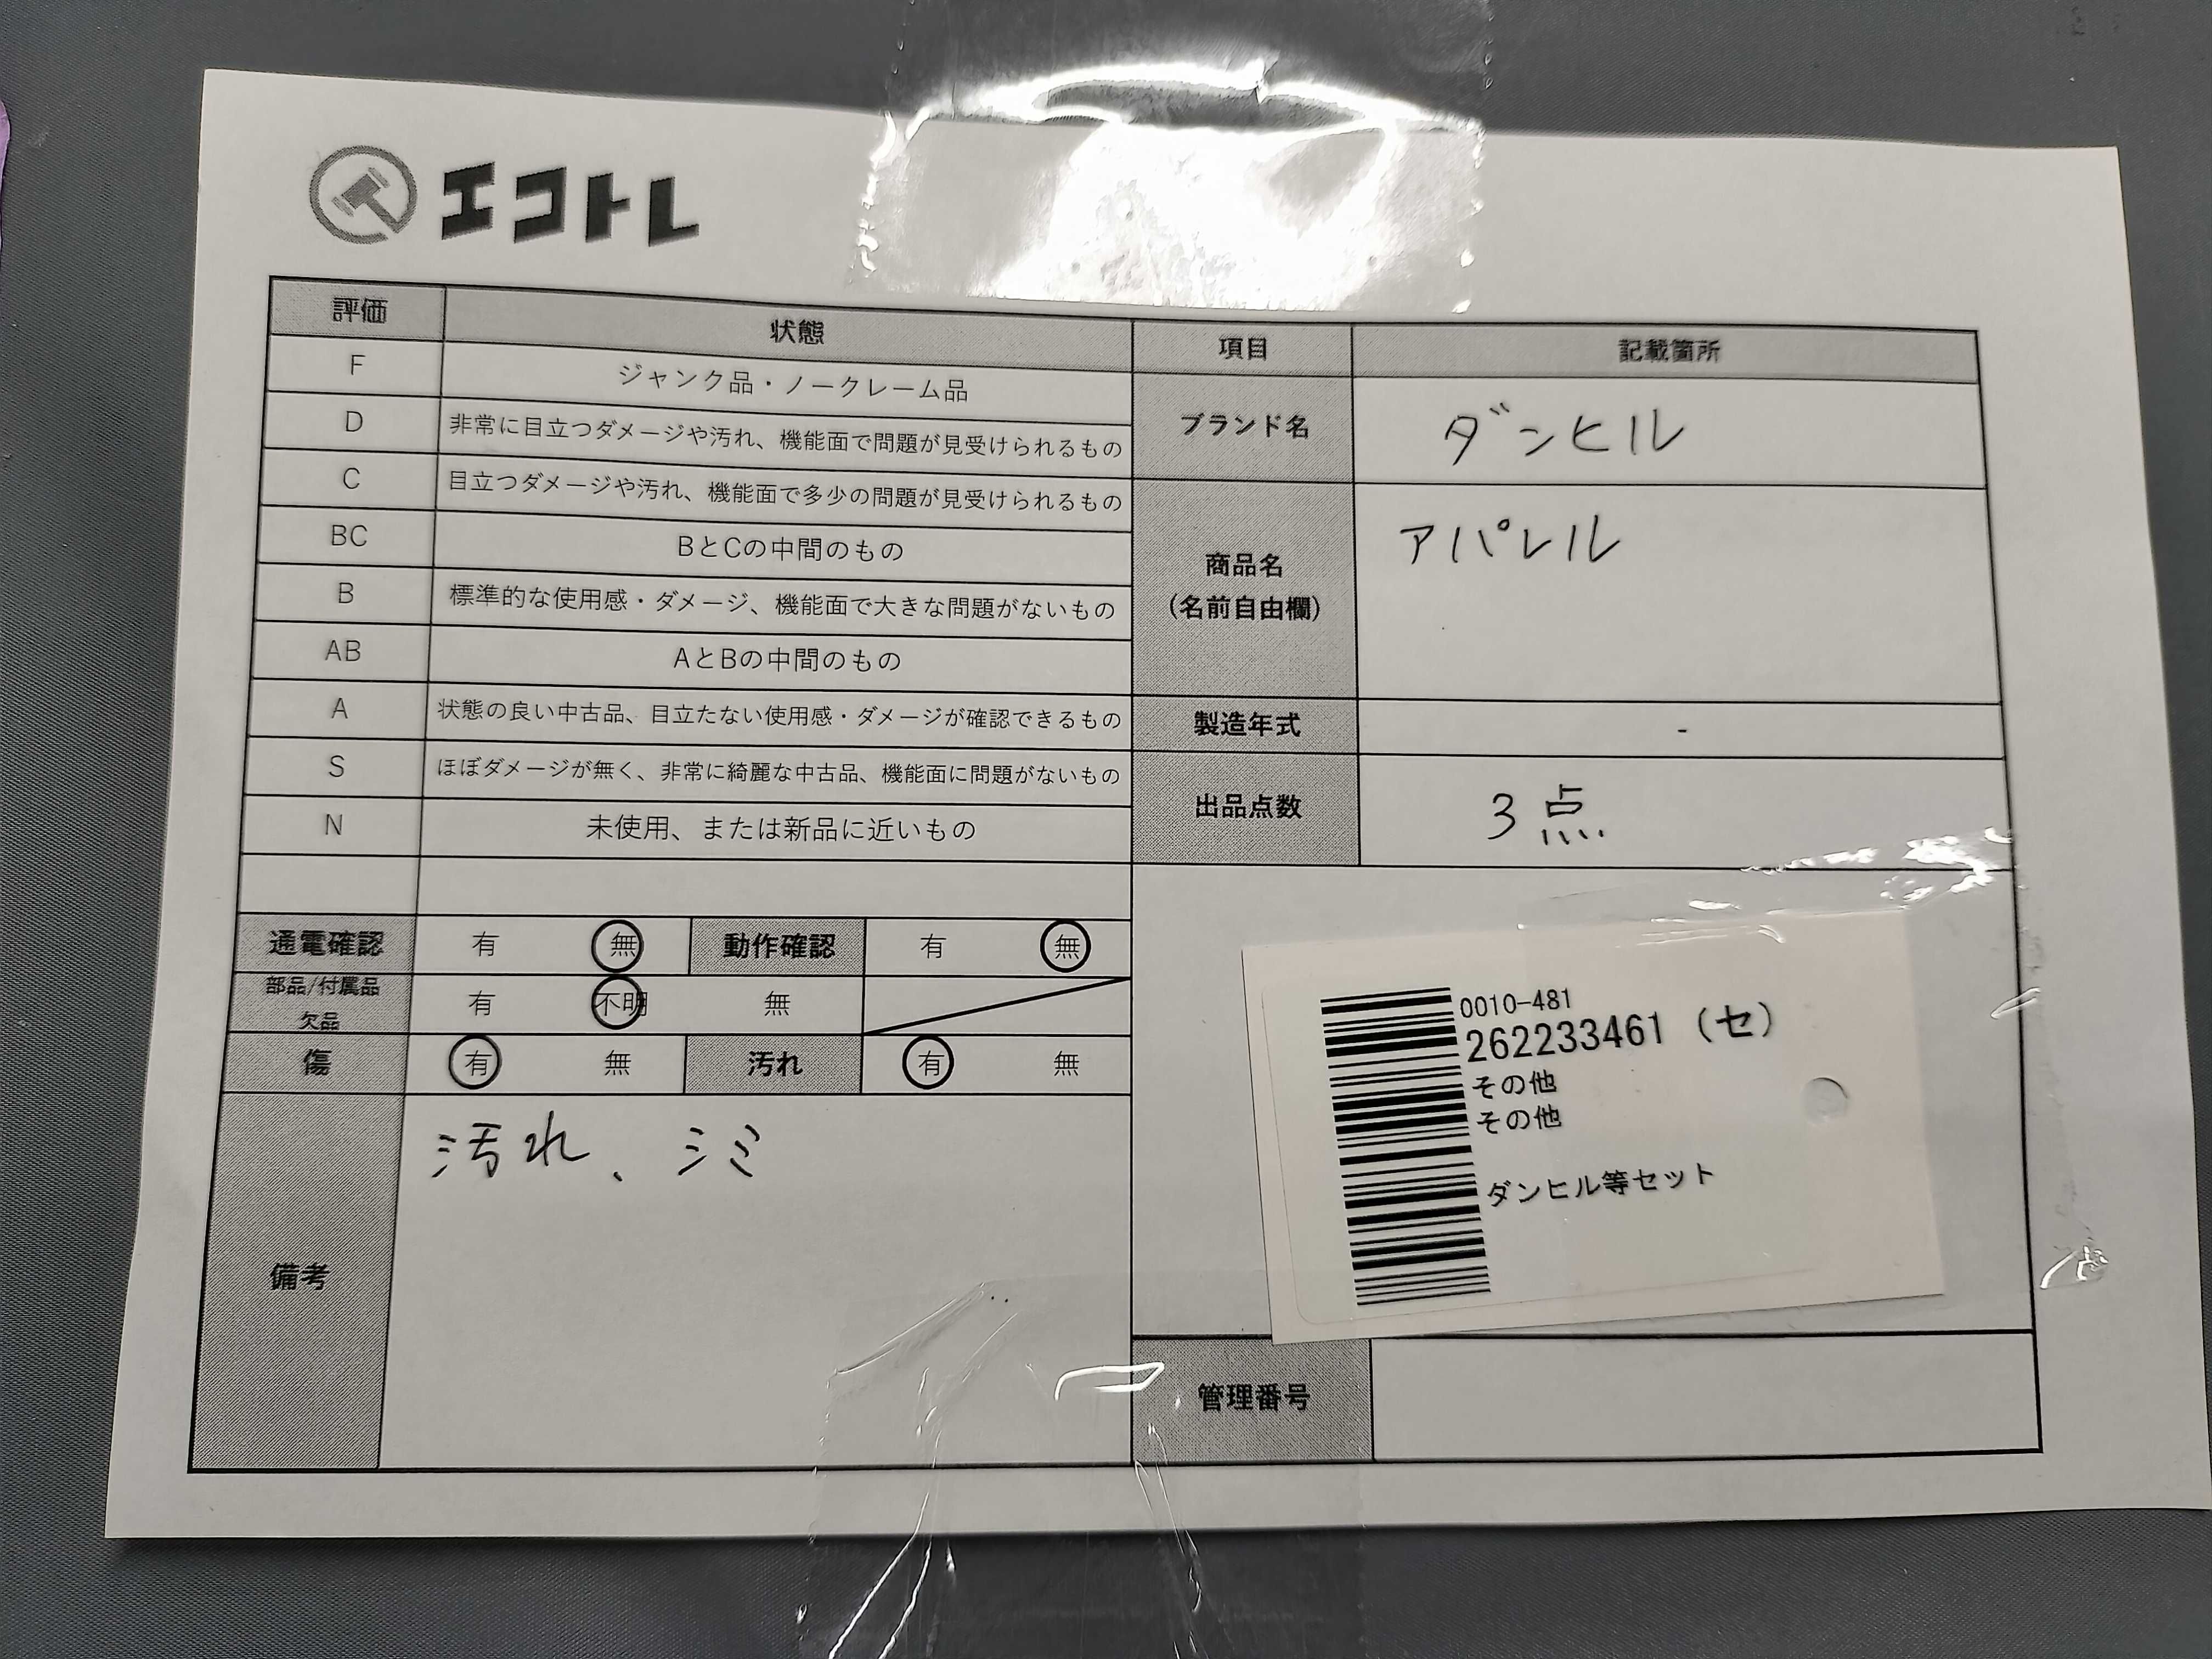 エコトレ
評価 状態
F ジャンク品・ノークレーム品
D 非常に目立つダメージや汚れ、機能面で問題が見受けられるもの
C 目立つダメージや汚れ、機能面で多少の問題が見受けられるもの
BC BとCの中間のもの
B 標準的な使用感・ダメージ、機能面で大きな問題がないもの
AB AとBの中間のもの
A 状態の良い中古品、目立たない使用感・ダメージが確認できるもの
S ほぼダメージが無く、非常に綺麗な中古品、機能面に問題がないもの
N 未使用、または新品に近いもの
通電確認 有 無 動作確認 有 無
部品/付属品
欠品 有 不明 無
傷 有 無 汚れ 有 無
備考 汚れ、シミ
項目 記載箇所
ブランド名 ダンヒル
商品名
(名前自由欄) アパレル
製造年式 -
出品点数 3点
0010-481
262233461 (セ)
その他
その他
ダンヒル等セット
管理番号